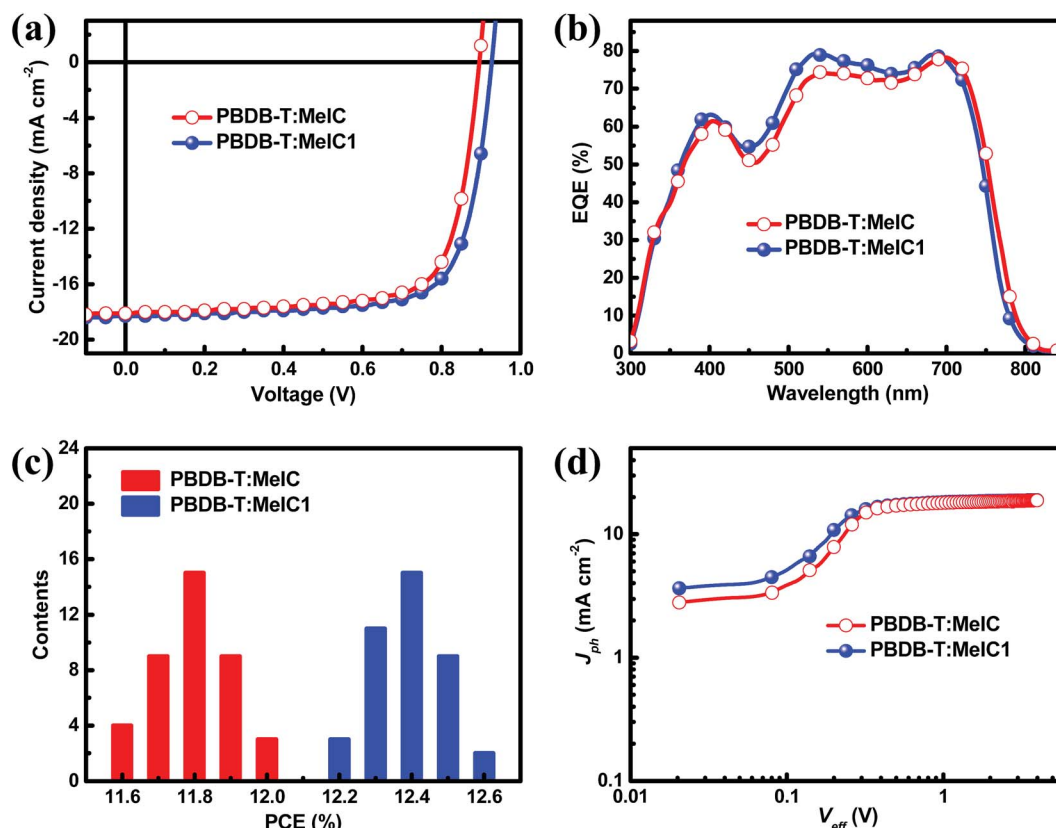 (a)
0
-4
-8
-12
-16
-20
Current density (mA cm⁻²)
PBDB-T:MeIC
PBDB-T:MeIC1
0.0 0.2 0.4 0.6 0.8 1.0
Voltage (V)
(b)
90
80
70
60
50
40
30
20
10
0
EQE (%)
PBDB-T:MeIC
PBDB-T:MeIC1
300 400 500 600 700 800
Wavelength (nm)
(c)
24
20
16
12
8
4
0
Contents
PBDB-T:MeIC
PBDB-T:MeIC1
11.6 11.8 12.0 12.2 12.4 12.6
PCE (%)
(d)
10
1
0.1
Jph (mA cm⁻²)
PBDB-T:MeIC
PBDB-T:MeIC1
0.01 0.1 1
Veff (V)